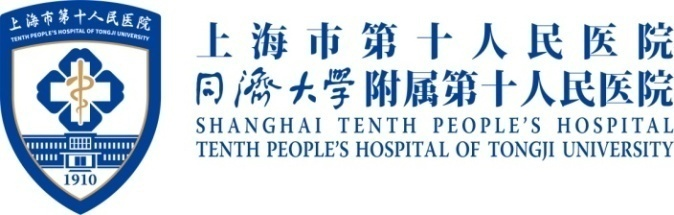 上海市第十人民医院
TENTH PEOPLE'S HOSPITAL OF TONGJI UNIVERSITY
1910
上海市第十人民医院
同濟大學附属第十人民医院
SHANGHAI TENTH PEOPLE'S HOSPITAL
TENTH PEOPLE'S HOSPITAL OF TONGJI UNIVERSITY